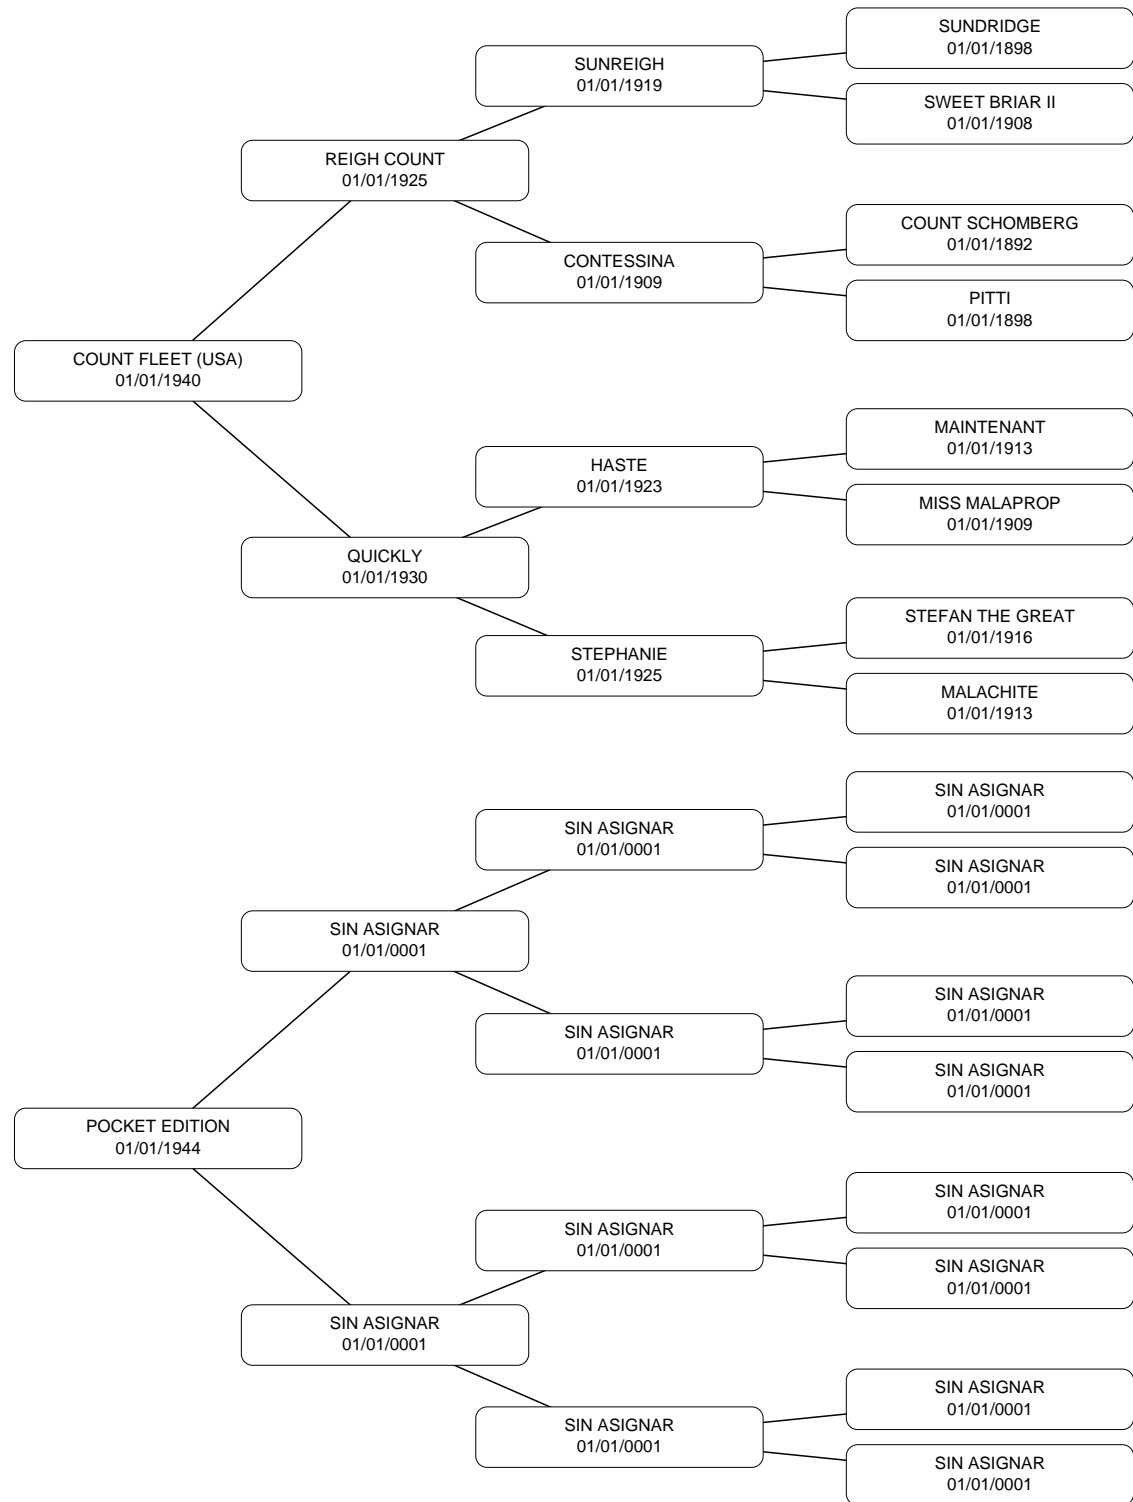 SUNDRIDGE
01/01/1898
SUNREIGH
01/01/1919
SWEET BRIAR II
01/01/1908
REIGH COUNT
01/01/1925
COUNT SCHOMBERG
01/01/1892
CONTESSINA
01/01/1909
PITTI
01/01/1898
COUNT FLEET (USA)
01/01/1940
MAINTENANT
01/01/1913
HASTE
01/01/1923
MISS MALAPROP
01/01/1909
QUICKLY
01/01/1930
STEFAN THE GREAT
01/01/1916
STEPHANIE
01/01/1925
MALACHITE
01/01/1913
SIN ASIGNAR
01/01/0001
SIN ASIGNAR
01/01/0001
SIN ASIGNAR
01/01/0001
SIN ASIGNAR
01/01/0001
SIN ASIGNAR
01/01/0001
SIN ASIGNAR
01/01/0001
SIN ASIGNAR
01/01/0001
POCKET EDITION
01/01/1944
SIN ASIGNAR
01/01/0001
SIN ASIGNAR
01/01/0001
SIN ASIGNAR
01/01/0001
SIN ASIGNAR
01/01/0001
SIN ASIGNAR
01/01/0001
SIN ASIGNAR
01/01/0001
SIN ASIGNAR
01/01/0001